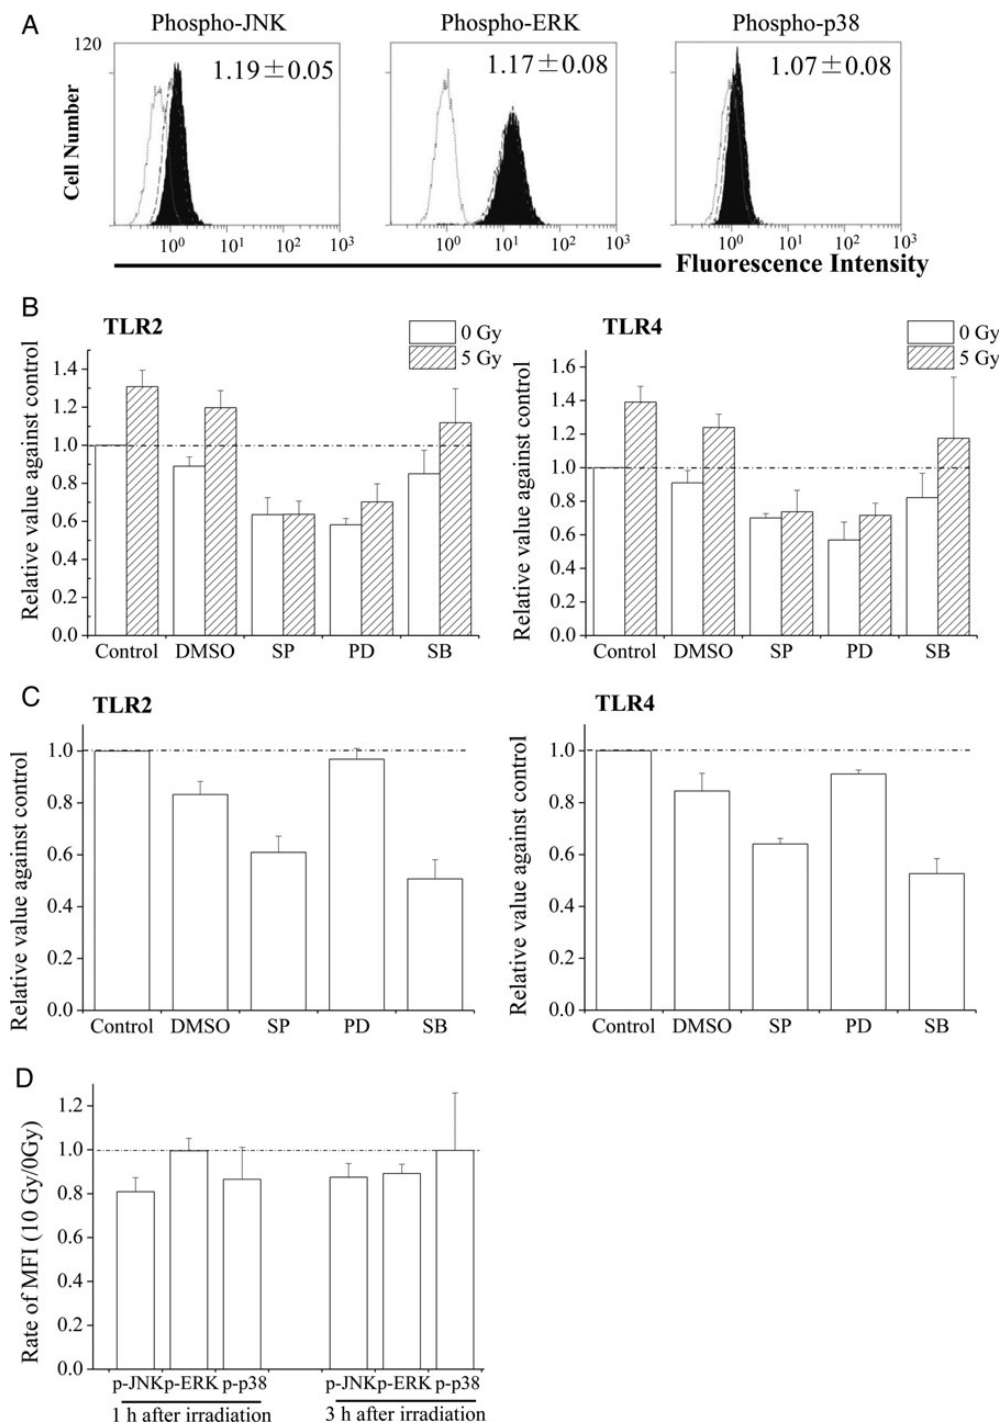 A
Phospho-JNK
Phospho-ERK
Phospho-p38
120
Cell Number
1.19±0.05
1.17±0.08
1.07±0.08
10⁰ 10¹ 10² 10³
10⁰ 10¹ 10² 10³
10⁰ 10¹ 10² 10³
Fluorescence Intensity
B
TLR2
0 Gy
5 Gy
Relative value against control
1.4
1.2
1.0
0.8
0.6
0.4
0.2
0.0
Control DMSO SP PD SB
TLR4
0 Gy
5 Gy
Relative value against control
1.6
1.4
1.2
1.0
0.8
0.6
0.4
0.2
0.0
Control DMSO SP PD SB
C
TLR2
Relative value against control
1.0
0.8
0.6
0.4
0.2
0.0
Control DMSO SP PD SB
TLR4
Relative value against control
1.0
0.8
0.6
0.4
0.2
0.0
Control DMSO SP PD SB
D
Rate of MFI (10 Gy/0Gy)
1.2
1.0
0.8
0.6
0.4
0.2
0.0
p-JNK p-ERK p-p38
1 h after irradiation
p-JNK p-ERK p-p38
3 h after irradiation